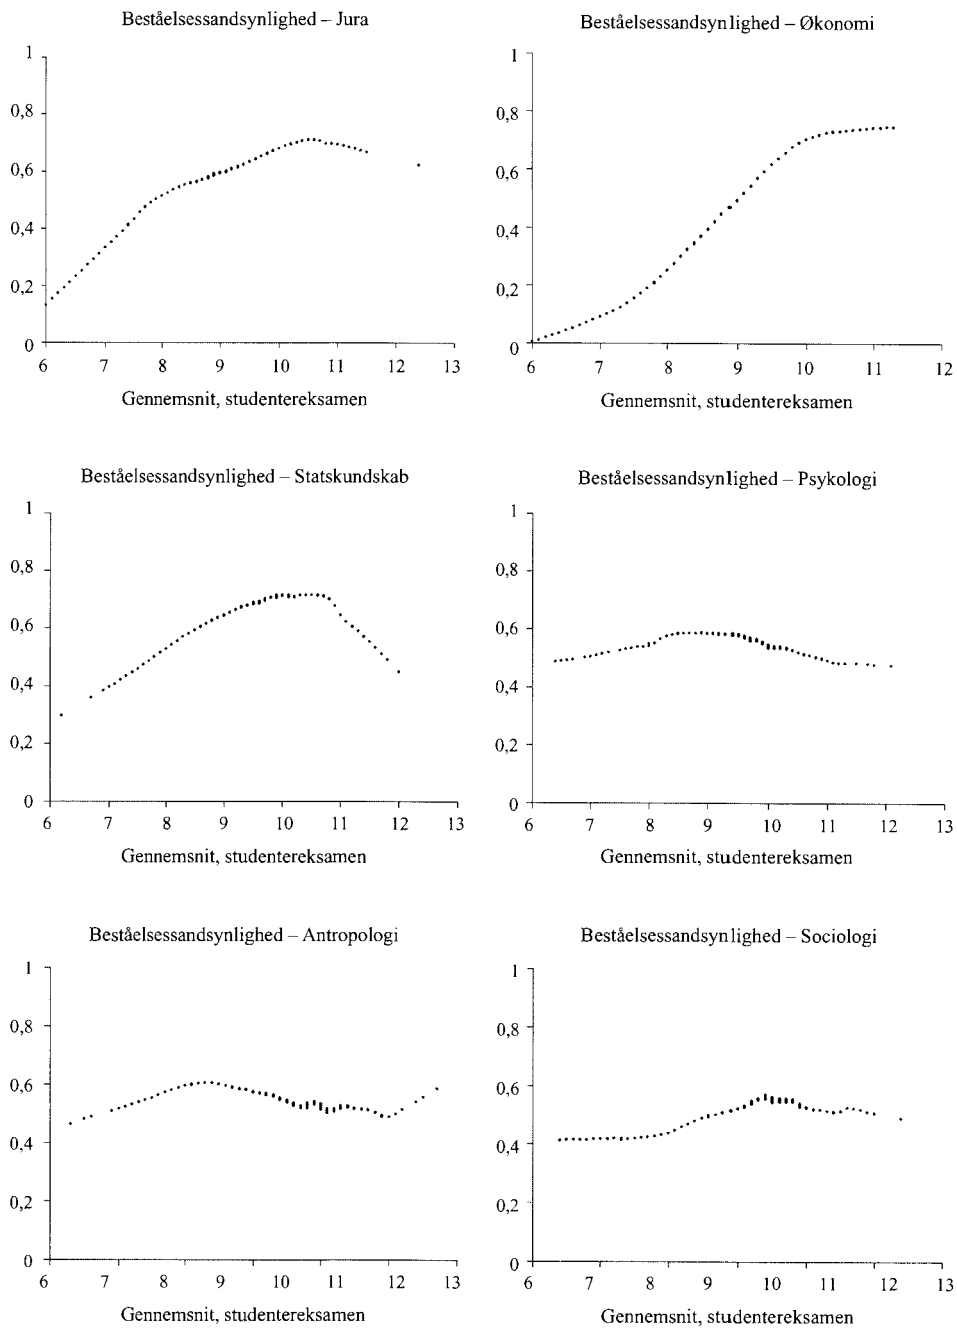 Beståelsessandsynlighed – Jura
1
0,8
0,6
0,4
0,2
0
6 7 8 9 10 11 12 13
Gennemsnit, studentereksamen
Beståelsessandsynlighed – Økonomi
1
0,8
0,6
0,4
0,2
0
6 7 8 9 10 11 12
Gennemsnit, studentereksamen
Beståelsessandsynlighed – Statskundskab
1
0,8
0,6
0,4
0,2
0
6 7 8 9 10 11 12 13
Gennemsnit, studentereksamen
Beståelsessandsynlighed – Psykologi
1
0,8
0,6
0,4
0,2
0
6 7 8 9 10 11 12 13
Gennemsnit, studentereksamen
Beståelsessandsynlighed – Antropologi
1
0,8
0,6
0,4
0,2
0
6 7 8 9 10 11 12 13
Gennemsnit, studentereksamen
Beståelsessandsynlighed – Sociologi
1
0,8
0,6
0,4
0,2
0
6 7 8 9 10 11 12 13
Gennemsnit, studentereksamen